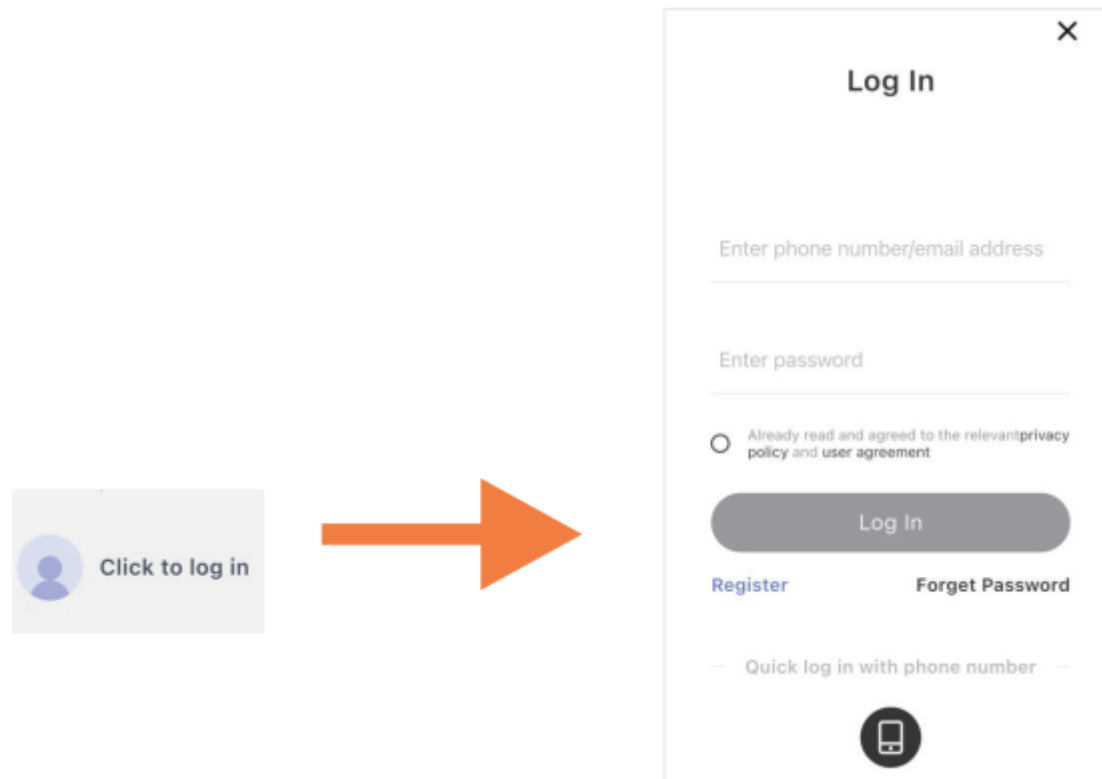 Log In
Enter phone number/email address
Enter password
Already read and agreed to the relevantprivacy
policy and user agreement
Log In
Register Forget Password
Quick log in with phone number
Click to log in